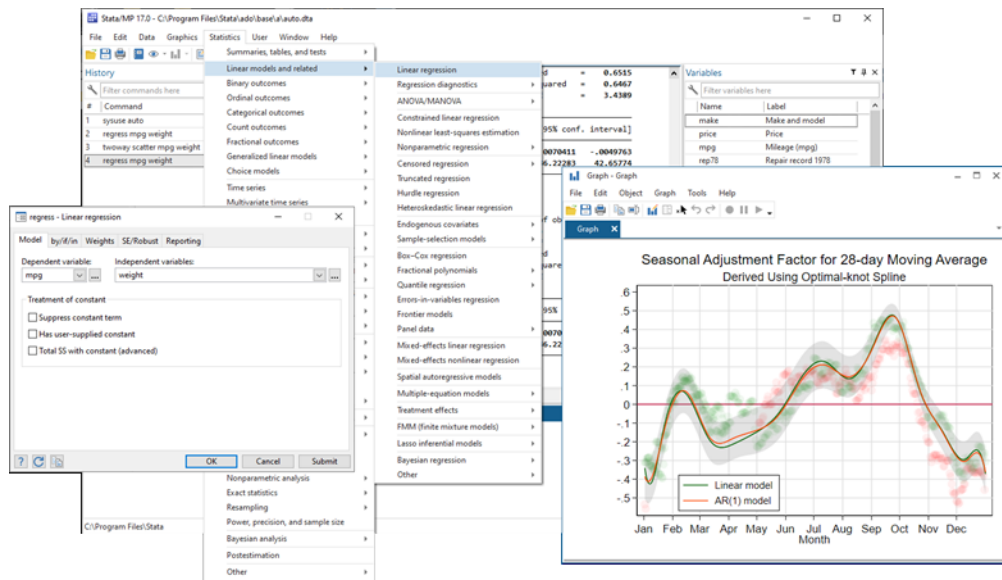 Stata/MP 17.0 - C:\Program Files\Stata\ado\base\a\auto.dta
File Edit Data Graphics Statistics User Window Help
History
Filter commands here
# Command
1 sysuse auto
2 regress mpg weight
3 twoway scatter mpg weight
4 regress mpg weight
C:\Program Files\Stata
Summaries, tables, and tests
Linear models and related
Binary outcomes
Ordinal outcomes
Categorical outcomes
Count outcomes
Fractional outcomes
Generalized linear models
Choice models
Time series
Multivariate time series
Nonparametric analysis
Exact statistics
Resampling
Power, precision, and sample size
Bayesian analysis
Postestimation
Other
Linear regression
Regression diagnostics
ANOVA/MANOVA
Constrained linear regression
Nonlinear least-squares estimation
Nonparametric regression
Censored regression
Truncated regression
Hurdle regression
Heteroskedastic linear regression
Endogenous covariates
Sample-selection models
Box-Cox regression
Fractional polynomials
Quantile regression
Errors-in-variables regression
Frontier models
Panel data
Mixed-effects linear regression
Mixed-effects nonlinear regression
Spatial autoregressive models
Multiple-equation models
Treatment effects
FMM (finite mixture models)
Lasso inferential models
Bayesian regression
Other
= 0.6515
= 0.6467
= 3.4389
95% conf. interval]
0070411 -.0049763
6.22283 42.65774
Variables
Filter variables here
Name Label
make Make and model
price Price
mpg Mileage (mpg)
rep78 Repair record 1978
regress - Linear regression
Model by/if/in Weights SE/Robust Reporting
Dependent variable: Independent variables:
mpg ... weight ...
Treatment of constant
Suppress constant term
Has user-supplied constant
Total SS with constant (advanced)
? OK Cancel Submit
Graph - Graph
File Edit Object Graph Tools Help
Graph
Seasonal Adjustment Factor for 28-day Moving Average
Derived Using Optimal-knot Spline
.6
.5
.4
.3
.2
.1
0
-.1
-.2
-.3
-.4
-.5
Linear model
AR(1) model
Jan Feb Mar Apr May Jun Jul Aug Sep Oct Nov Dec
Month